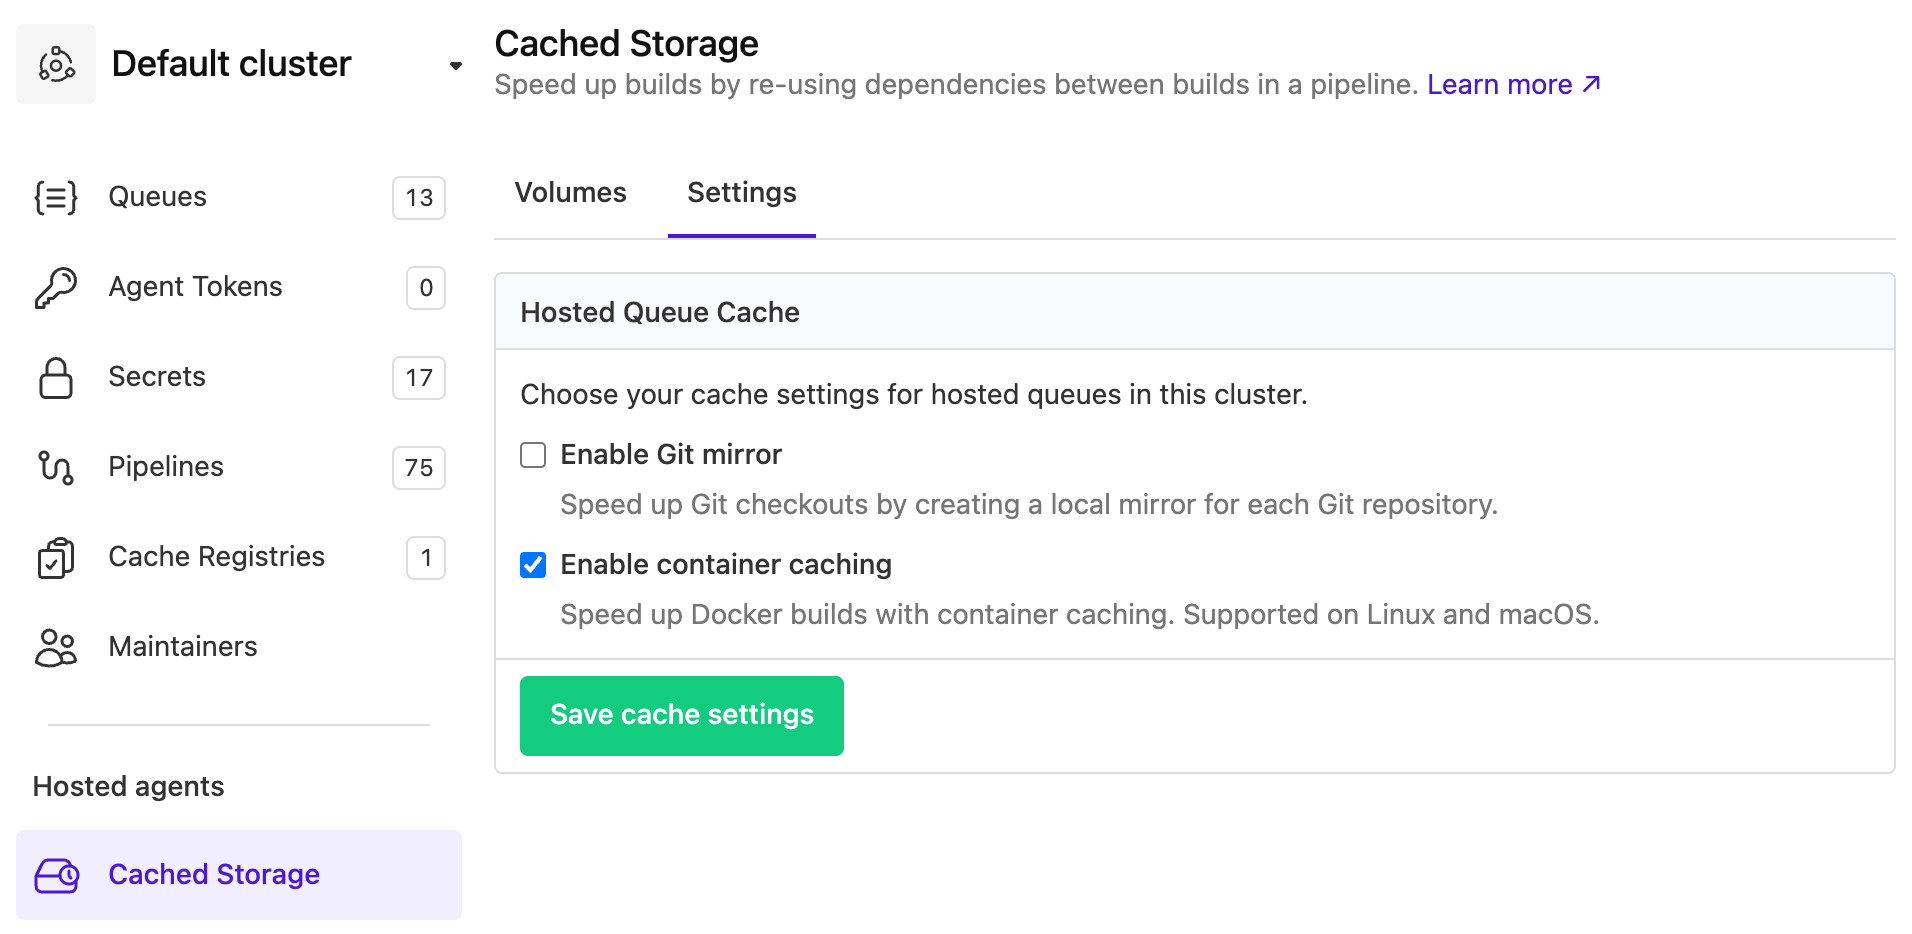 Default cluster
Queues 13
Agent Tokens 0
Secrets 17
Pipelines 75
Cache Registries 1
Maintainers
Hosted agents
Cached Storage
Cached Storage
Speed up builds by re-using dependencies between builds in a pipeline. Learn more ↗
Volumes Settings
Hosted Queue Cache
Choose your cache settings for hosted queues in this cluster.
Enable Git mirror
Speed up Git checkouts by creating a local mirror for each Git repository.
Enable container caching
Speed up Docker builds with container caching. Supported on Linux and macOS.
Save cache settings